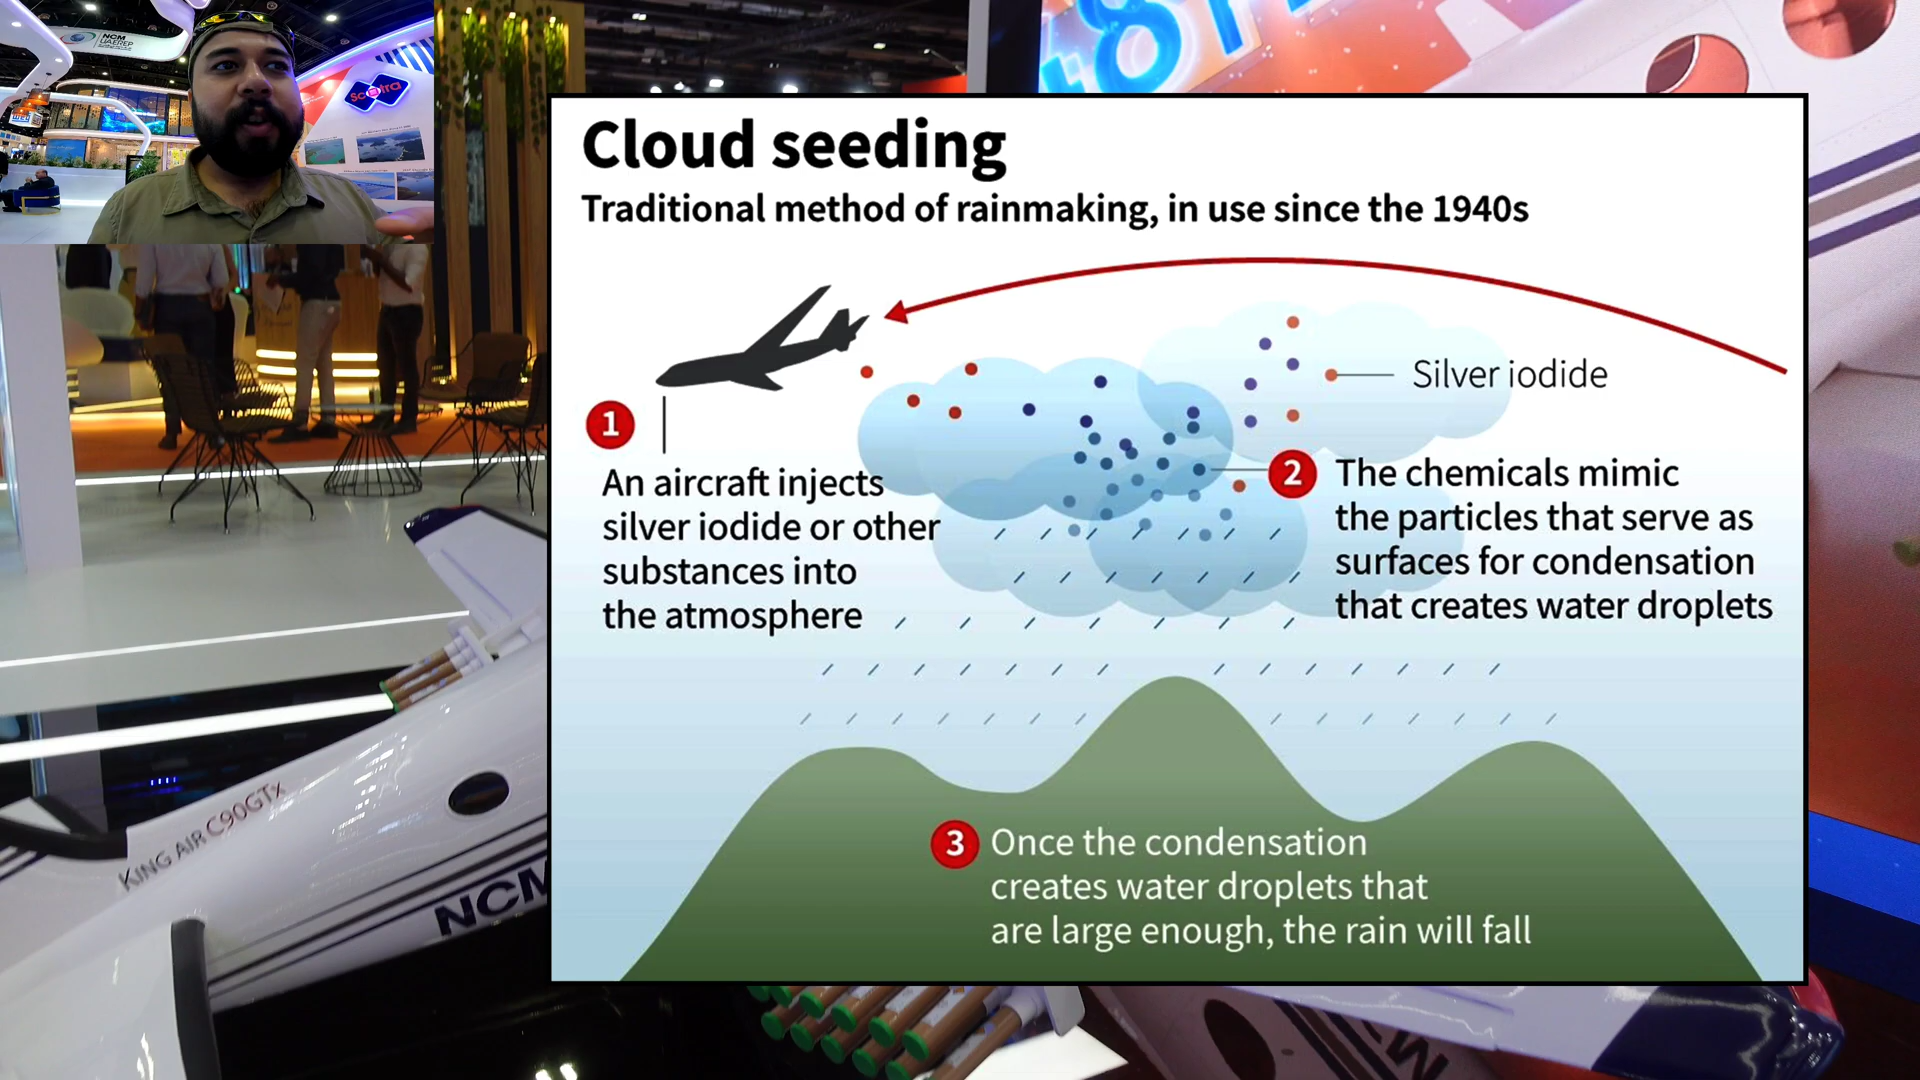 NCM
UAEREP
Scotra
Cloud seeding
Traditional method of rainmaking, in use since the 1940s
Silver iodide
1
An aircraft injects
silver iodide or other
substances into
the atmosphere
2
The chemicals mimic
the particles that serve as
surfaces for condensation
that creates water droplets
3
Once the condensation
creates water droplets that
are large enough, the rain will fall
KING AIR C90GTx
NCM